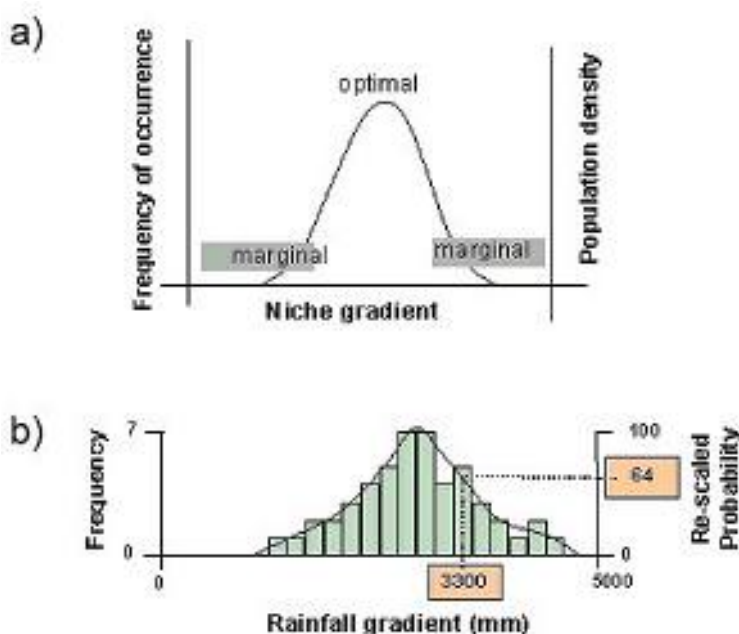 a)
Frequency of occurrence
optimal
marginal
marginal
Population density
Niche gradient
b)
Frequency
7
0
100
64
0
Re-scaled
Probability
0
3300
5000
Rainfall gradient (mm)